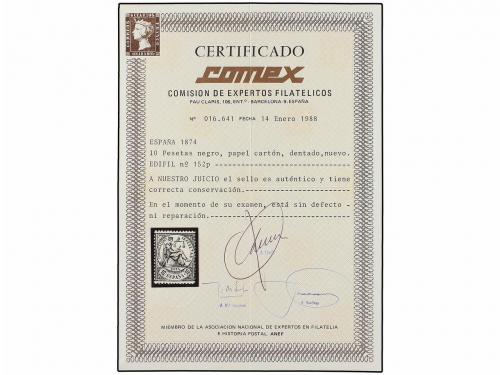 CERTIFICADO
comex
COMISION DE EXPERTOS FILATELICOS
PAU CLARIS, 106, ENT.º - BARCELONA-9-ESPAÑA
Nº 016.641 FECHA 14 Enero 1988
ESPAÑA 1874
10 Pesetas negro, papel cartón, dentado, nuevo.
EDIFIL nº 152p
A NUESTRO JUICIO el sello es auténtico y tiene
correcta conservación.
En el momento de su examen, está sin defecto -
ni reparación.
ESPAÑA
MIEMBRO DE LA ASOCIACION NACIONAL DE EXPERTOS EN FILATELIA
E HISTORIA POSTAL. ANEF